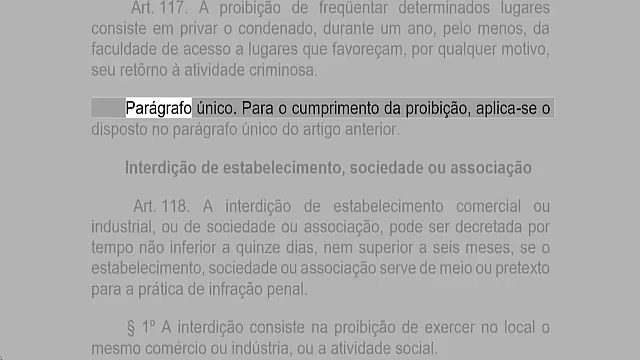 Art. 117. A proibição de freqüentar determinados lugares
consiste em privar o condenado, durante um ano, pelo menos, da
faculdade de acesso a lugares que favoreçam, por qualquer motivo,
seu retôrno à atividade criminosa.
Parágrafo único. Para o cumprimento da proibição, aplica-se o
disposto no parágrafo único do artigo anterior.
Interdição de estabelecimento, sociedade ou associação
Art. 118. A interdição de estabelecimento comercial ou
industrial, ou de sociedade ou associação, pode ser decretada por
tempo não inferior a quinze dias, nem superior a seis meses, se o
estabelecimento, sociedade ou associação serve de meio ou pretexto
para a prática de infração penal.
§ 1º A interdição consiste na proibição de exercer no local o
mesmo comércio ou indústria, ou a atividade social.